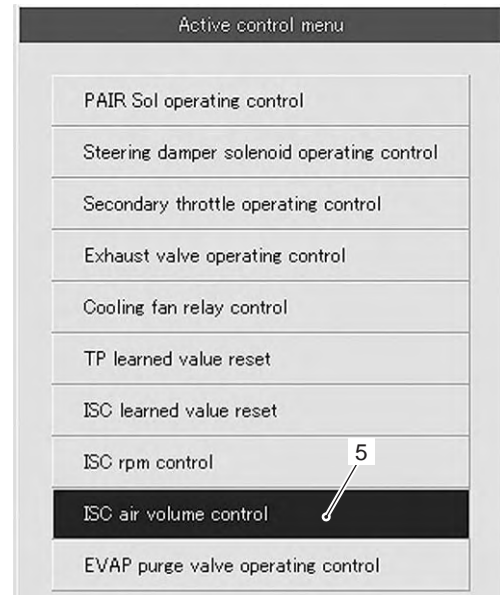 Active control menu
PAIR Sol operating control
Steering damper solenoid operating control
Secondary throttle operating control
Exhaust valve operating control
Cooling fan relay control
TP learned value reset
ISC learned value reset
ISC rpm control
5
ISC air volume control
EVAP purge valve operating control